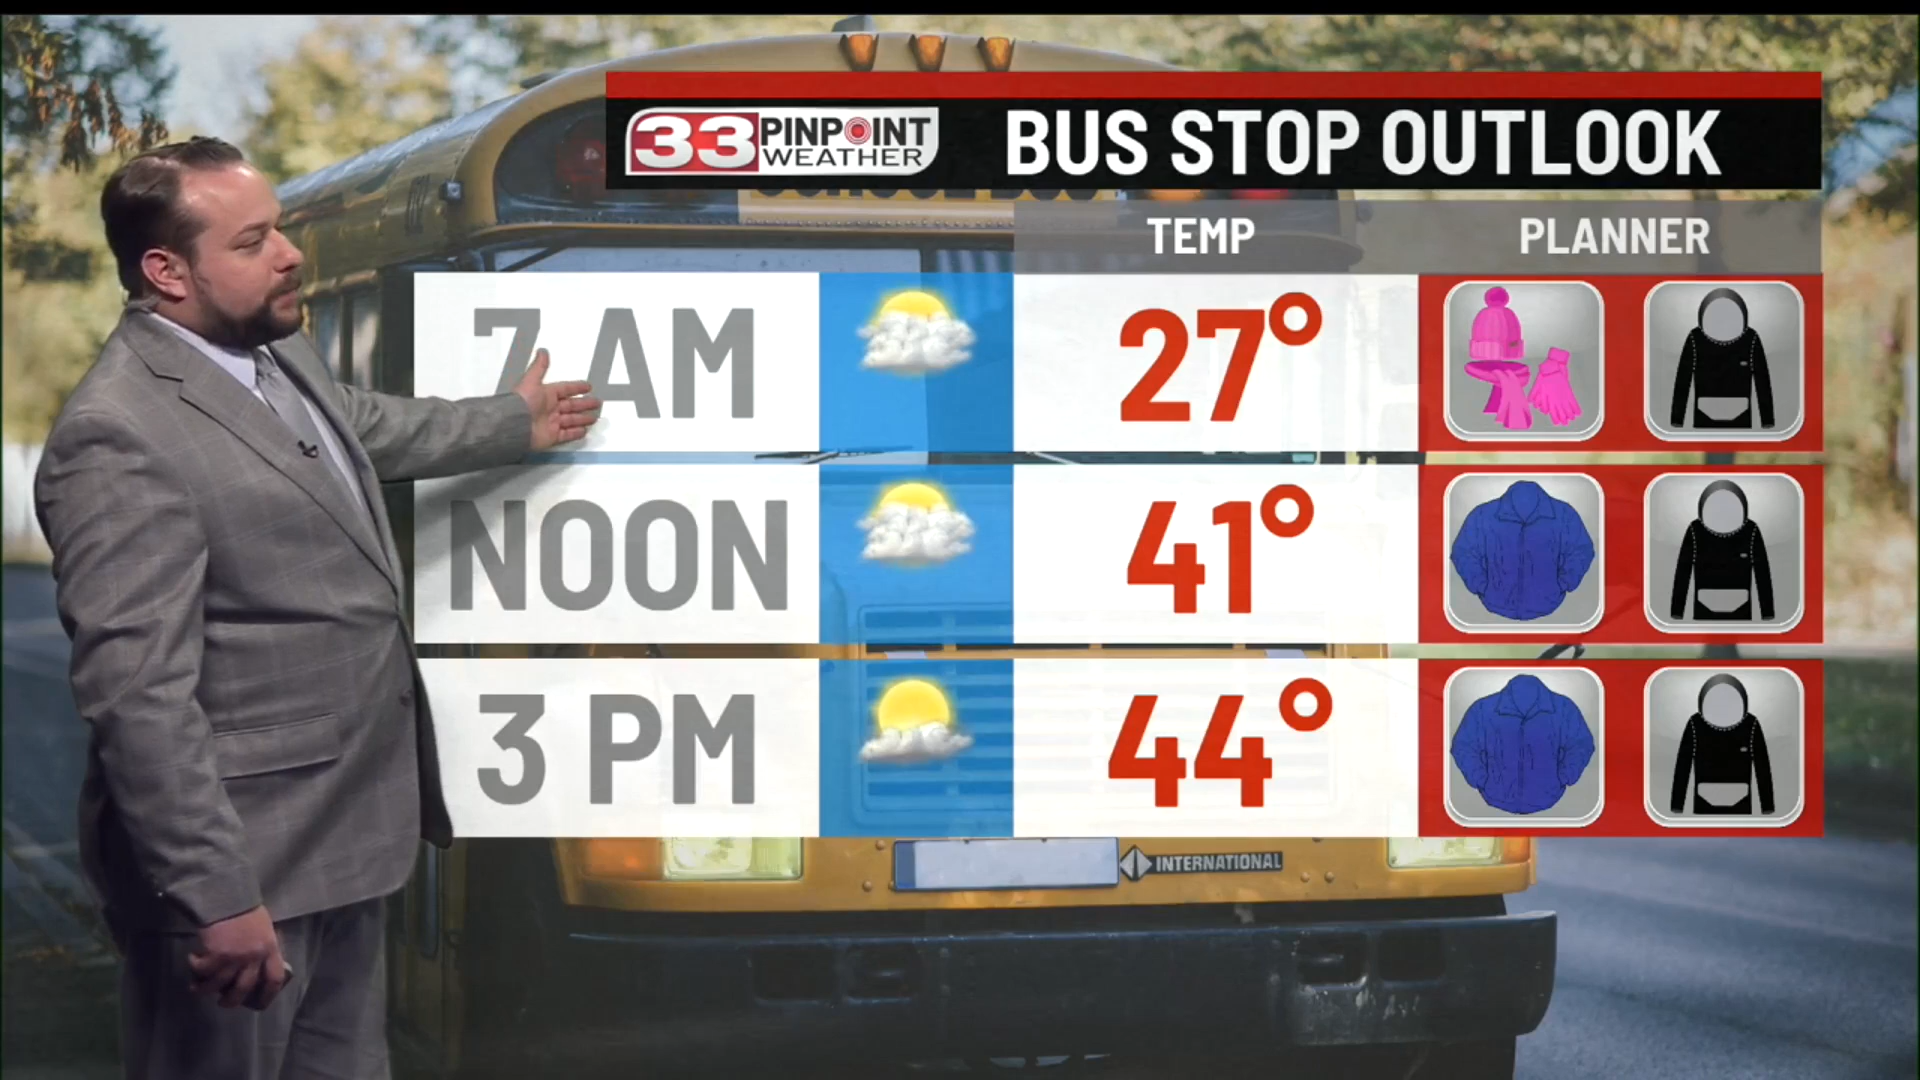 33 PINPOINT WEATHER
BUS STOP OUTLOOK
TEMP PLANNER
7 AM 27°
NOON 41°
3 PM 44°
INTERNATIONAL